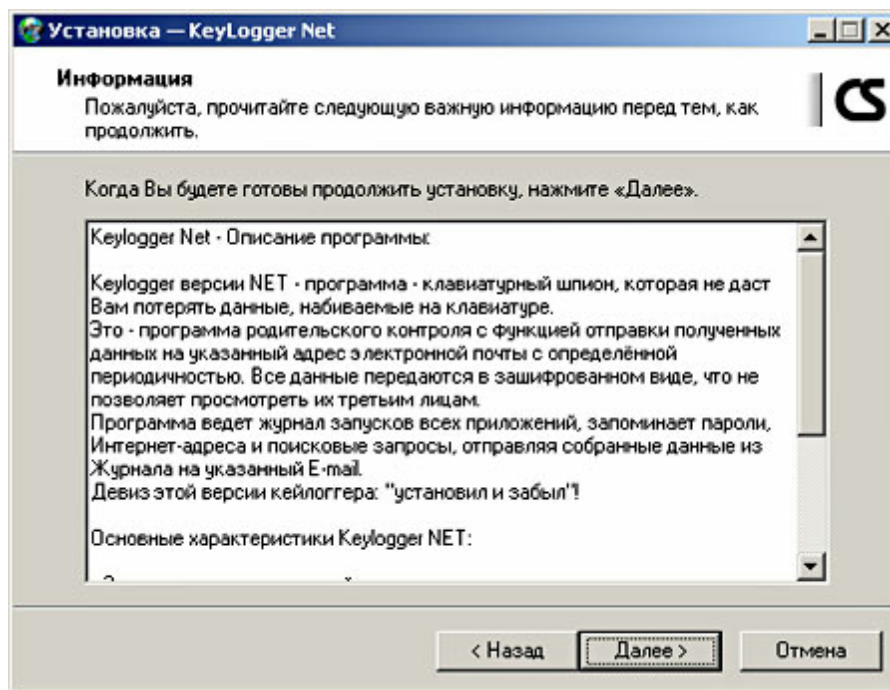 Установка — KeyLogger Net
Информация
Пожалуйста, прочитайте следующую важную информацию перед тем, как
продолжить.
CS
Когда Вы будете готовы продолжить установку, нажмите «Далее».
Keylogger Net - Описание программы:
Keylogger версии NET - программа - клавиатурный шпион, которая не даст
Вам потерять данные, набиваемые на клавиатуре.
Это - программа родительского контроля с функцией отправки полученных
данных на указанный адрес электронной почты с определённой
периодичностью. Все данные передаются в зашифрованном виде, что не
позволяет просмотреть их третьим лицам.
Программа ведет журнал запусков всех приложений, запоминает пароли,
Интернет-адреса и поисковые запросы, отправляя собранные данные из
Журнала на указанный E-mail.
Девиз этой версии кейлоггера: "установил и забыл"!
Основные характеристики Keylogger NET:
< Назад
Далее >
Отмена